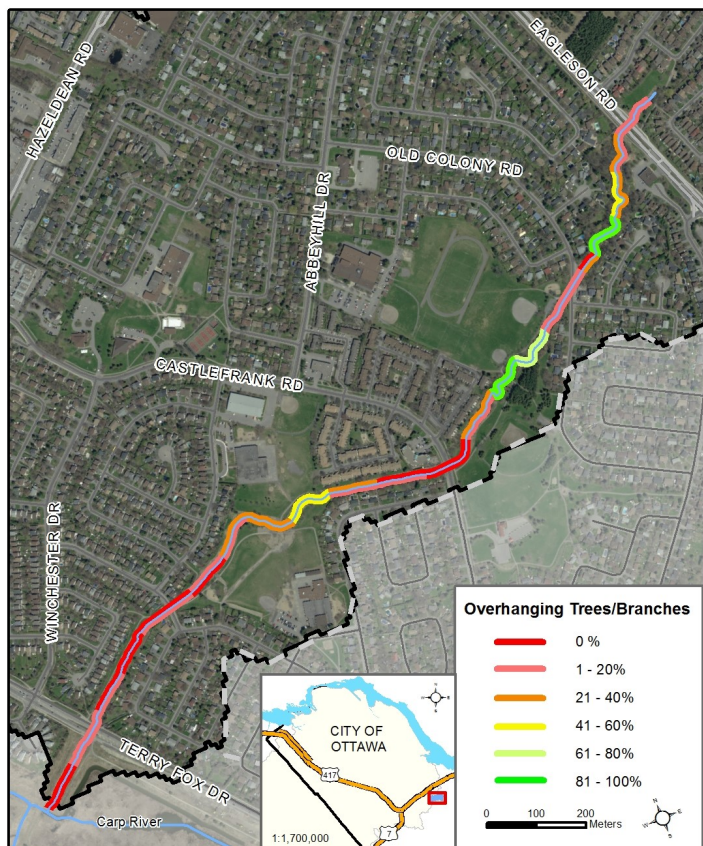 EAGLESON RD
HAZELDEAN RD
OLD COLONY RD
ABBEYHILL DR
CASTLEFRANK RD
WINCHESTER DR
TERRY FOX DR
Carp River
CITY OF
OTTAWA
417
7
1:1,700,000
Overhanging Trees/Branches
0 %
1 - 20%
21 - 40%
41 - 60%
61 - 80%
81 - 100%
0 100 200
Meters